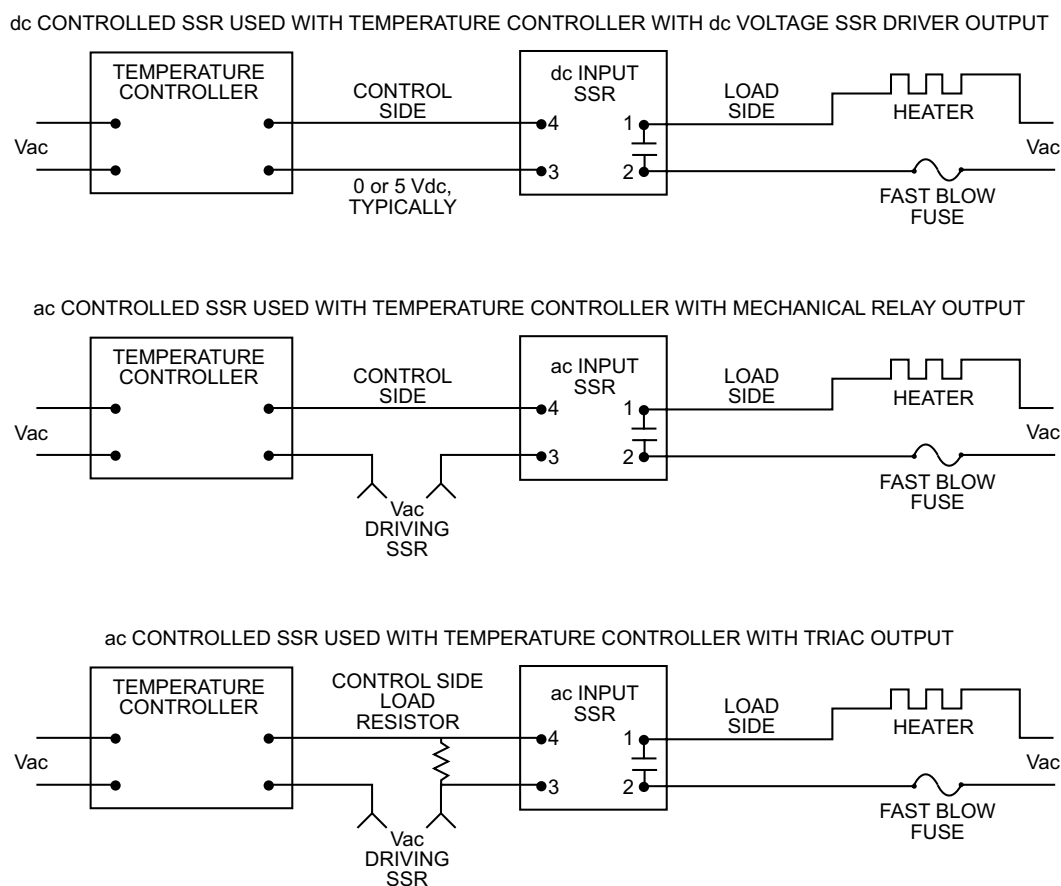 dc CONTROLLED SSR USED WITH TEMPERATURE CONTROLLER WITH dc VOLTAGE SSR DRIVER OUTPUT
TEMPERATURE
CONTROLLER
Vac
CONTROL
SIDE
0 or 5 Vdc,
TYPICALLY
dc INPUT
SSR
4
3
1
2
LOAD
SIDE
HEATER
Vac
FAST BLOW
FUSE
ac CONTROLLED SSR USED WITH TEMPERATURE CONTROLLER WITH MECHANICAL RELAY OUTPUT
TEMPERATURE
CONTROLLER
Vac
CONTROL
SIDE
Vac
DRIVING
SSR
ac INPUT
SSR
4
3
1
2
LOAD
SIDE
HEATER
Vac
FAST BLOW
FUSE
ac CONTROLLED SSR USED WITH TEMPERATURE CONTROLLER WITH TRIAC OUTPUT
TEMPERATURE
CONTROLLER
Vac
CONTROL SIDE
LOAD
RESISTOR
Vac
DRIVING
SSR
ac INPUT
SSR
4
3
1
2
LOAD
SIDE
HEATER
Vac
FAST BLOW
FUSE